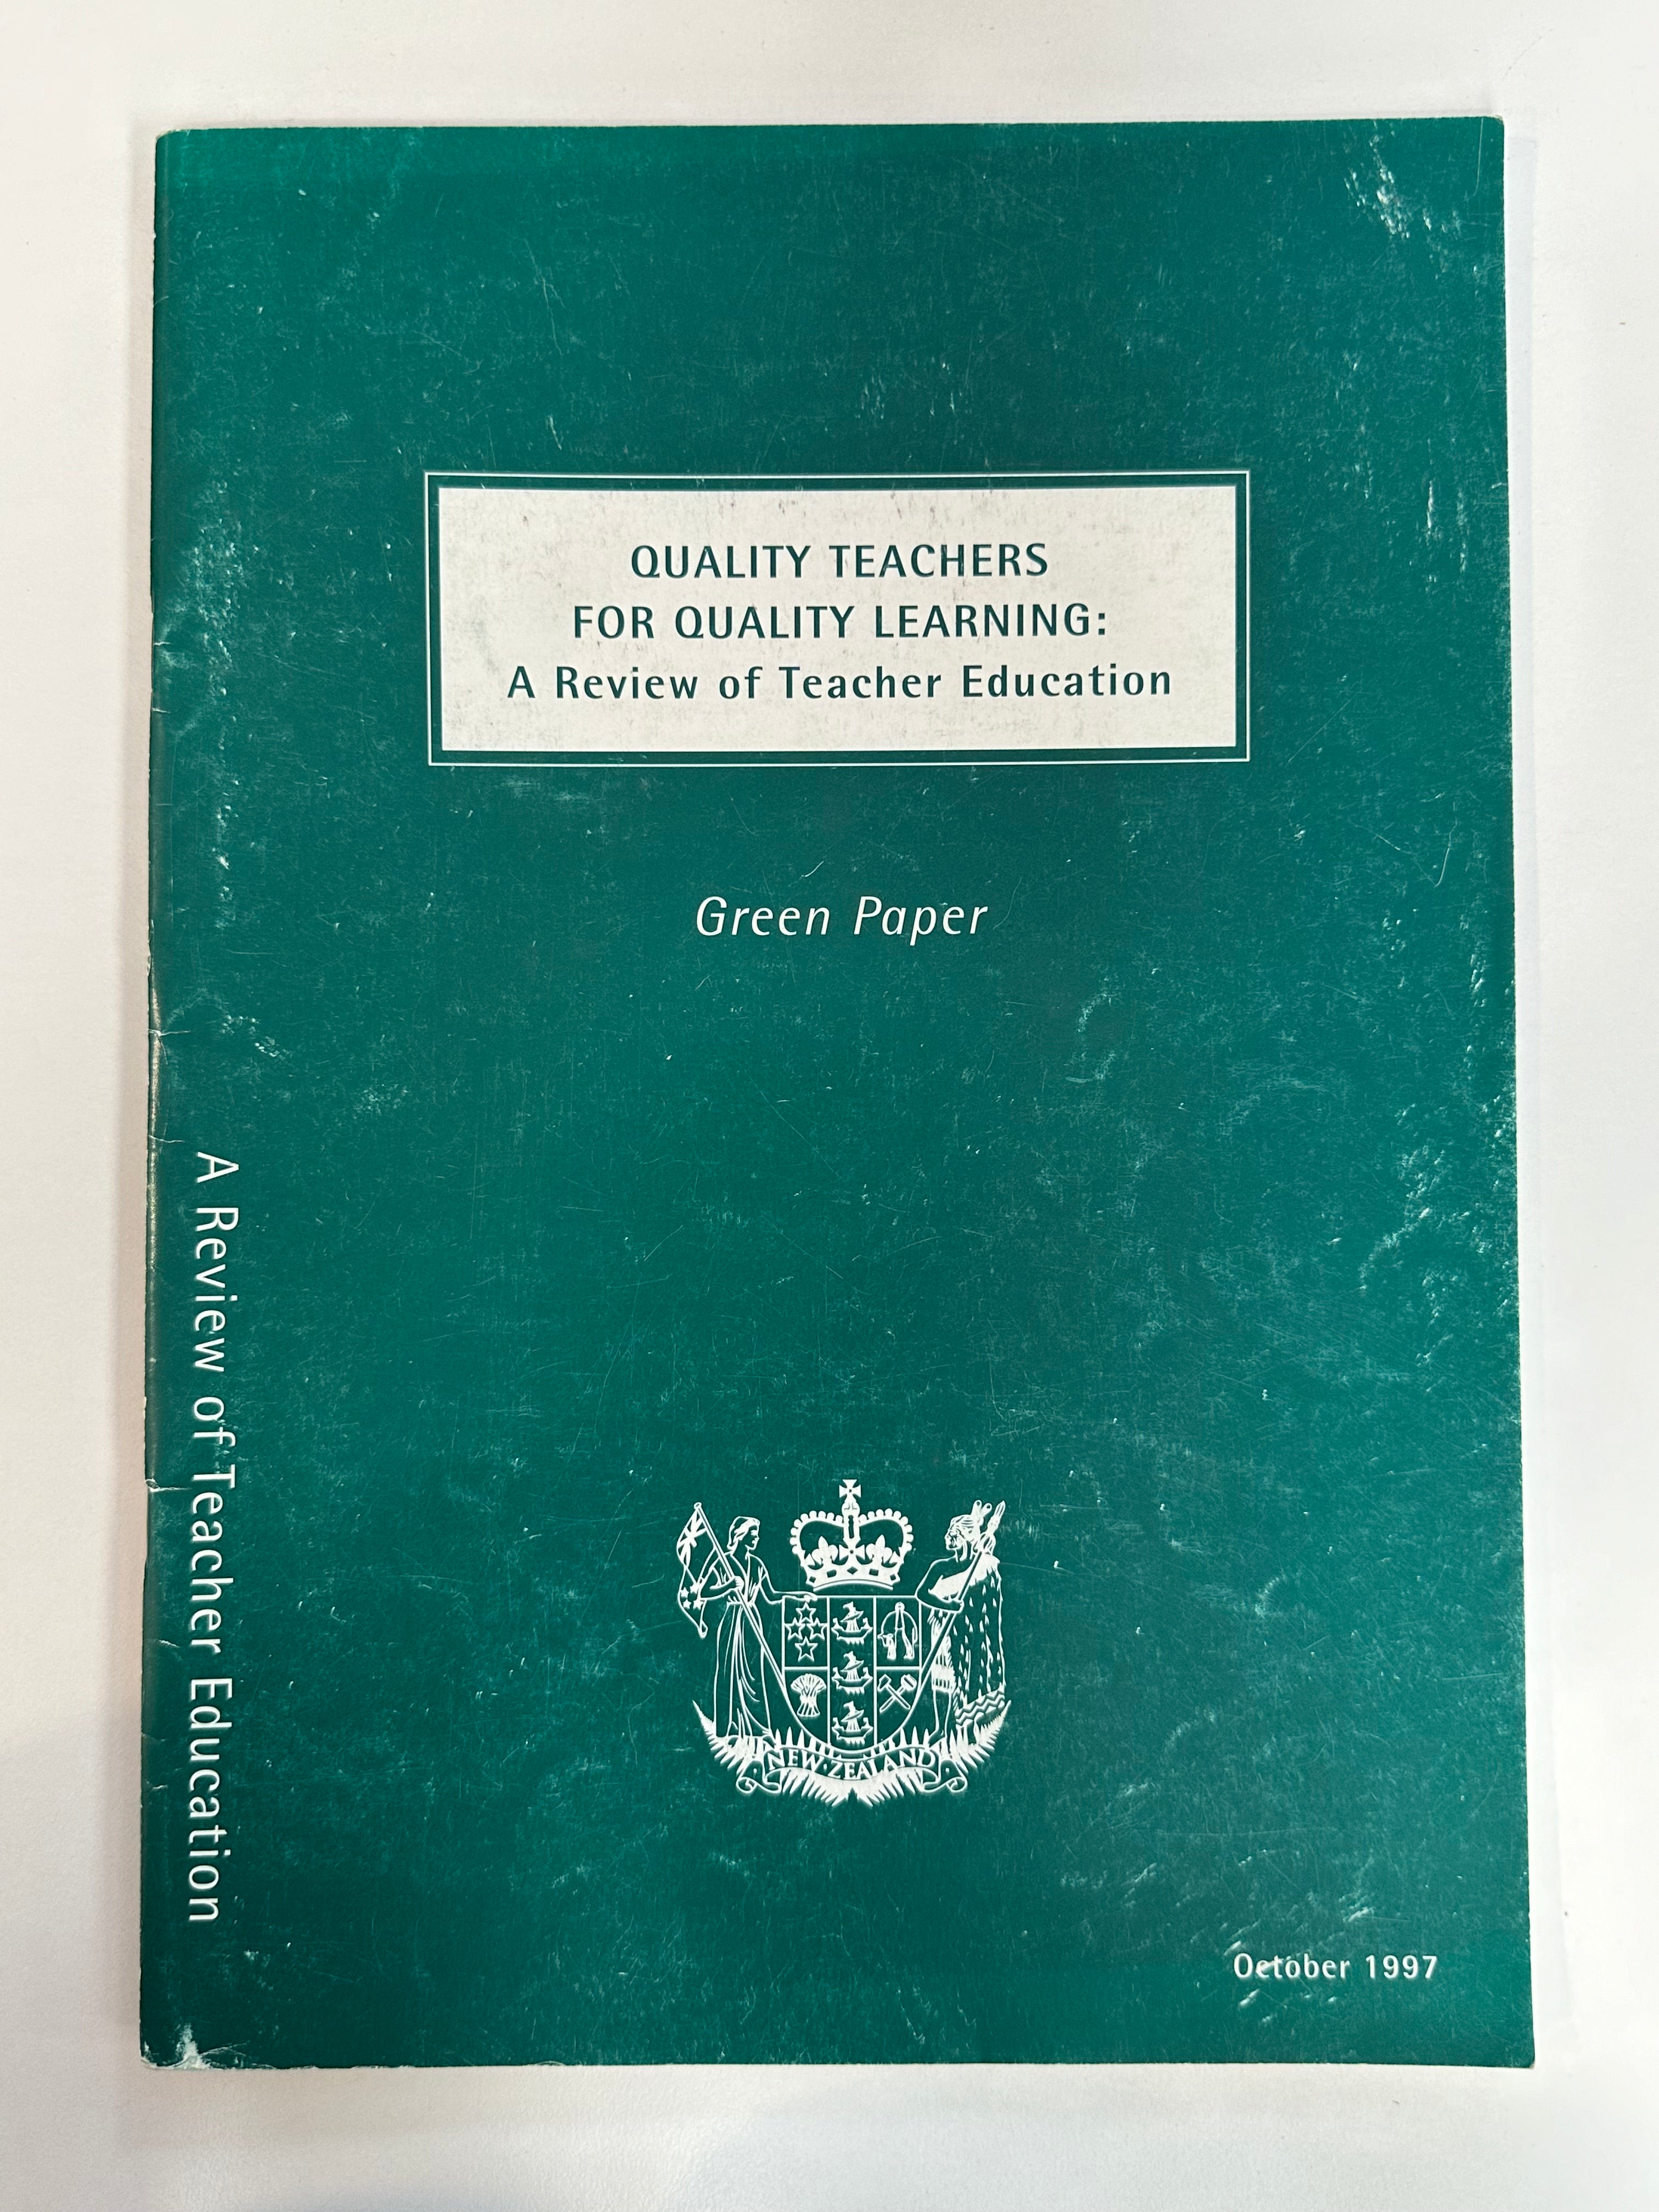 QUALITY TEACHERS
FOR QUALITY LEARNING:
A Review of Teacher Education
Green Paper
A Review of Teacher Education
NEW·ZEALAND
October 1997